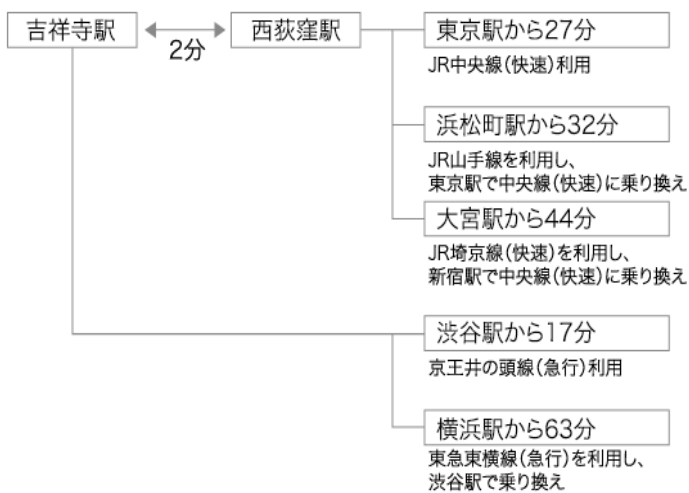 吉祥寺駅
2分
西荻窪駅
東京駅から27分
JR中央線(快速)利用
浜松町駅から32分
JR山手線を利用し、
東京駅で中央線(快速)に乗り換え
大宮駅から44分
JR埼京線(快速)を利用し、
新宿駅で中央線(快速)に乗り換え
渋谷駅から17分
京王井の頭線(急行)利用
横浜駅から63分
東急東横線(急行)を利用し、
渋谷駅で乗り換え